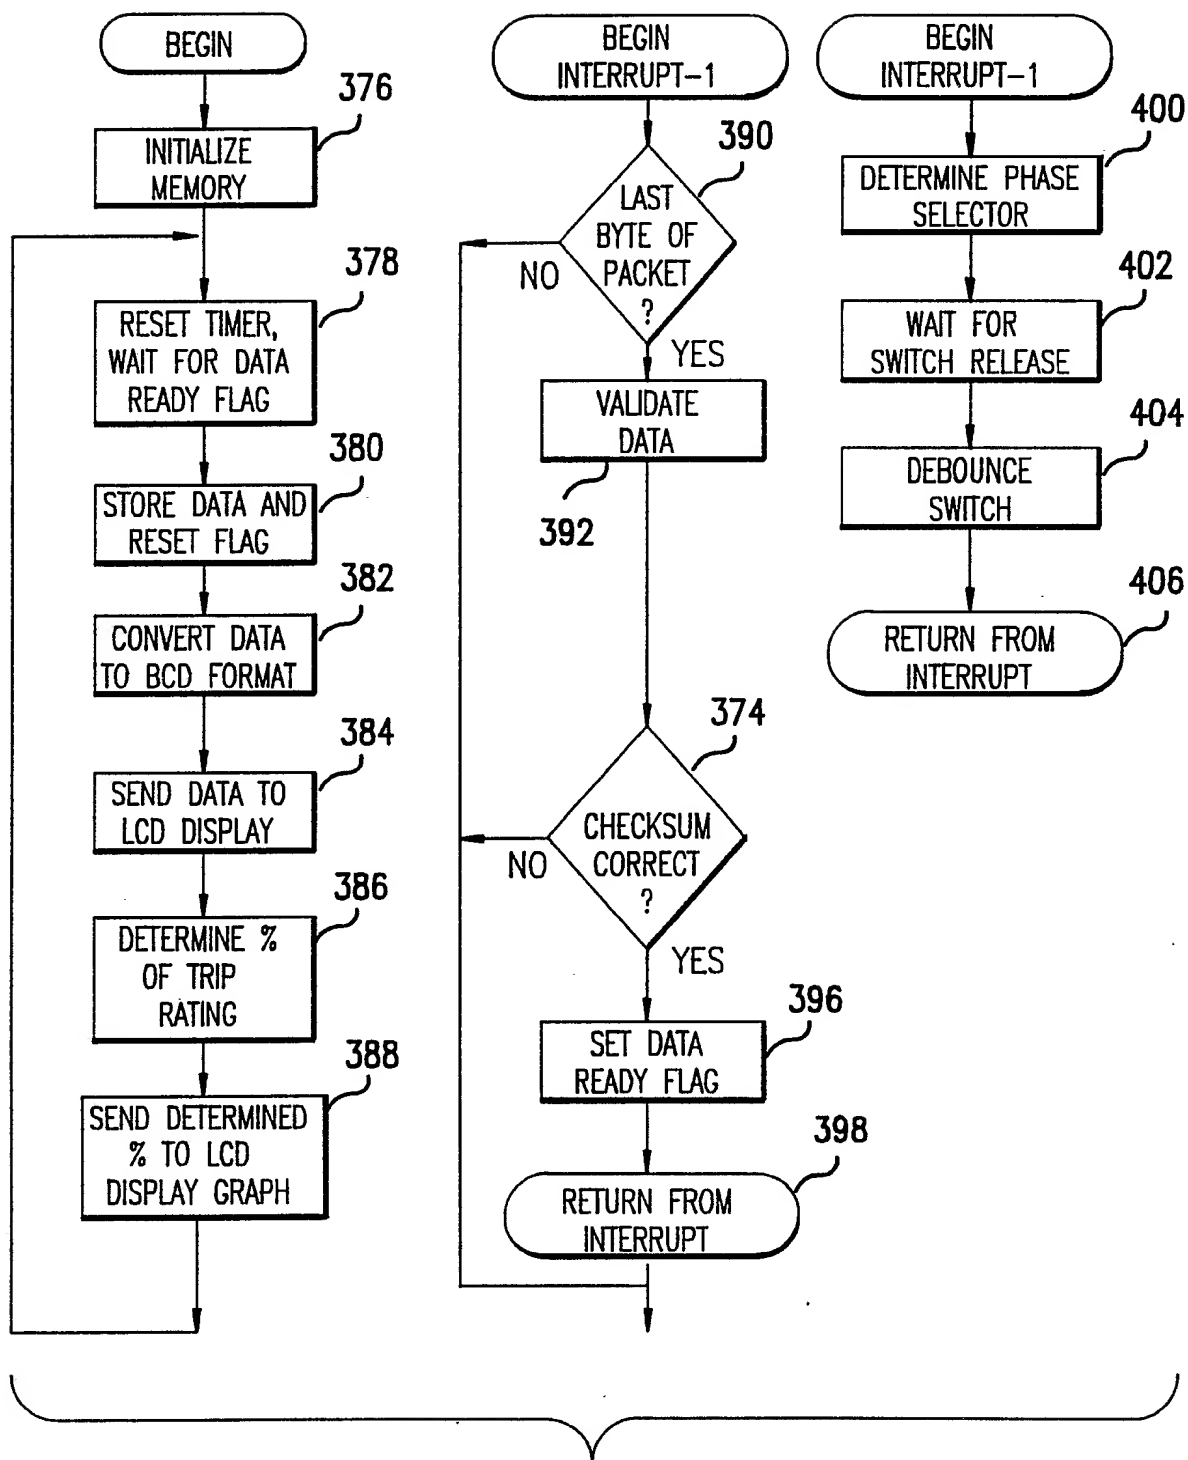 BEGIN
376
INITIALIZE
MEMORY
378
RESET TIMER,
WAIT FOR DATA
READY FLAG
380
STORE DATA AND
RESET FLAG
382
CONVERT DATA
TO BCD FORMAT
384
SEND DATA TO
LCD DISPLAY
386
DETERMINE %
OF TRIP
RATING
388
SEND DETERMINED
% TO LCD
DISPLAY GRAPH
BEGIN
INTERRUPT-1
390
LAST
BYTE OF
PACKET
?
NO
YES
VALIDATE
DATA
392
374
CHECKSUM
CORRECT
?
NO
YES
396
SET DATA
READY FLAG
398
RETURN FROM
INTERRUPT
BEGIN
INTERRUPT-1
400
DETERMINE PHASE
SELECTOR
402
WAIT FOR
SWITCH RELEASE
404
DEBOUNCE
SWITCH
406
RETURN FROM
INTERRUPT